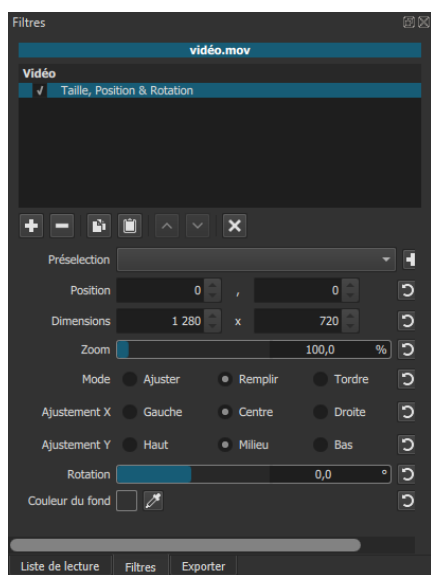 Filtres
vidéo.mov
Vidéo
√ Taille, Position & Rotation
Préselection
Position 0 , 0
Dimensions 1 280 x 720
Zoom 100,0 %
Mode Ajuster Remplir Tordre
Ajustement X Gauche Centre Droite
Ajustement Y Haut Milieu Bas
Rotation 0,0 °
Couleur du fond
Liste de lecture Filtres Exporter